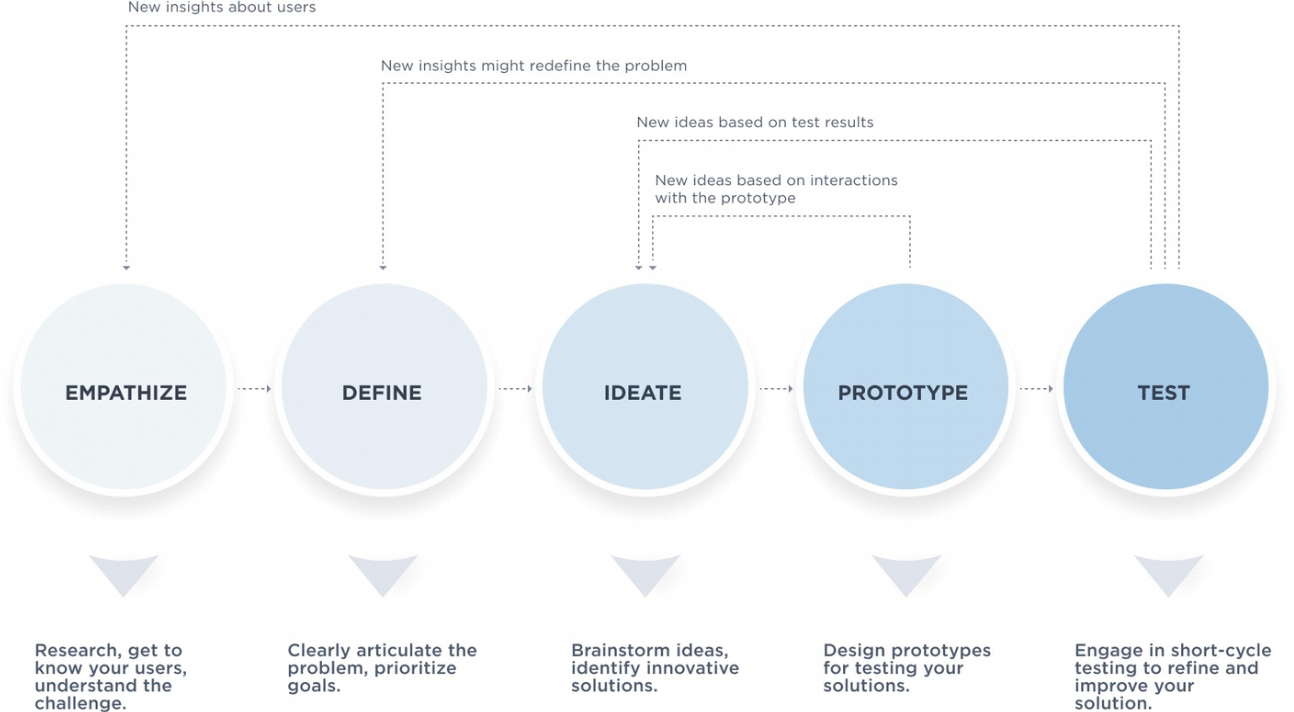 New insights about users
New insights might redefine the problem
New ideas based on test results
New ideas based on interactions
with the prototype
EMPATHIZE
DEFINE
IDEATE
PROTOTYPE
TEST
Research, get to
know your users,
understand the
challenge.
Clearly articulate the
problem, prioritize
goals.
Brainstorm ideas,
identify innovative
solutions.
Design prototypes
for testing your
solutions.
Engage in short-cycle
testing to refine and
improve your
solution.